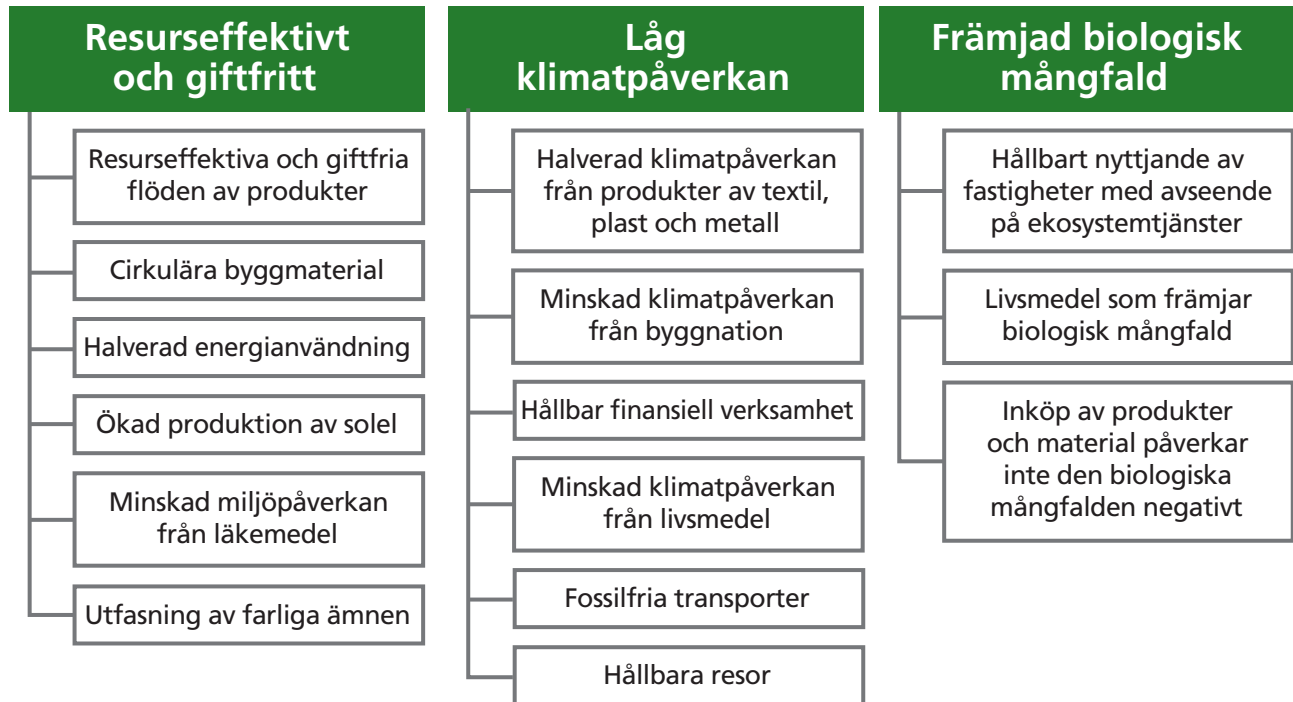 Resurseffektivt
och giftfritt
Resurseffektiva och giftfria
flöden av produkter
Cirkulära byggmaterial
Halverad energianvändning
Ökad produktion av solel
Minskad miljöpåverkan
från läkemedel
Utfasning av farliga ämnen
Låg
klimatpåverkan
Halverad klimatpåverkan
från produkter av textil,
plast och metall
Minskad klimatpåverkan
från byggnation
Hållbar finansiell verksamhet
Minskad klimatpåverkan
från livsmedel
Fossilfria transporter
Hållbara resor
Främjad biologisk
mångfald
Hållbart nyttjande av
fastigheter med avseende
på ekosystemtjänster
Livsmedel som främjar
biologisk mångfald
Inköp av produkter
och material påverkar
inte den biologiska
mångfalden negativt